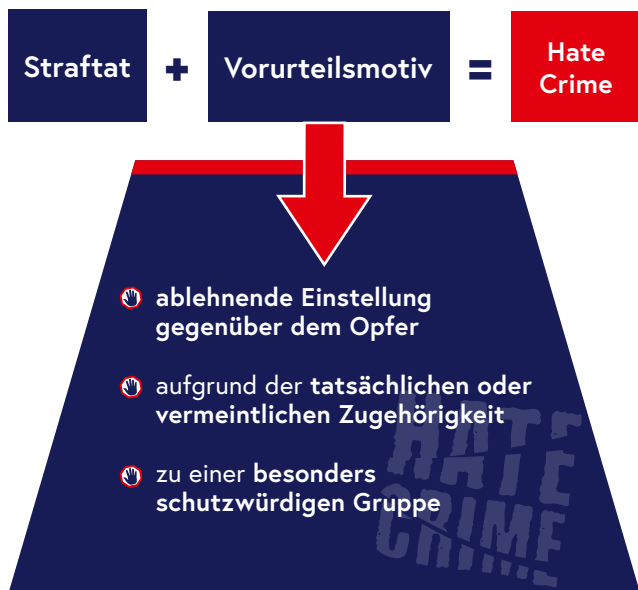 Straftat + Vorurteilsmotiv = Hate
Crime
ablehnende Einstellung
gegenüber dem Opfer
aufgrund der tatsächlichen oder
vermeintlichen Zugehörigkeit
zu einer besonders
schutzwürdigen Gruppe
HATE
CRIME